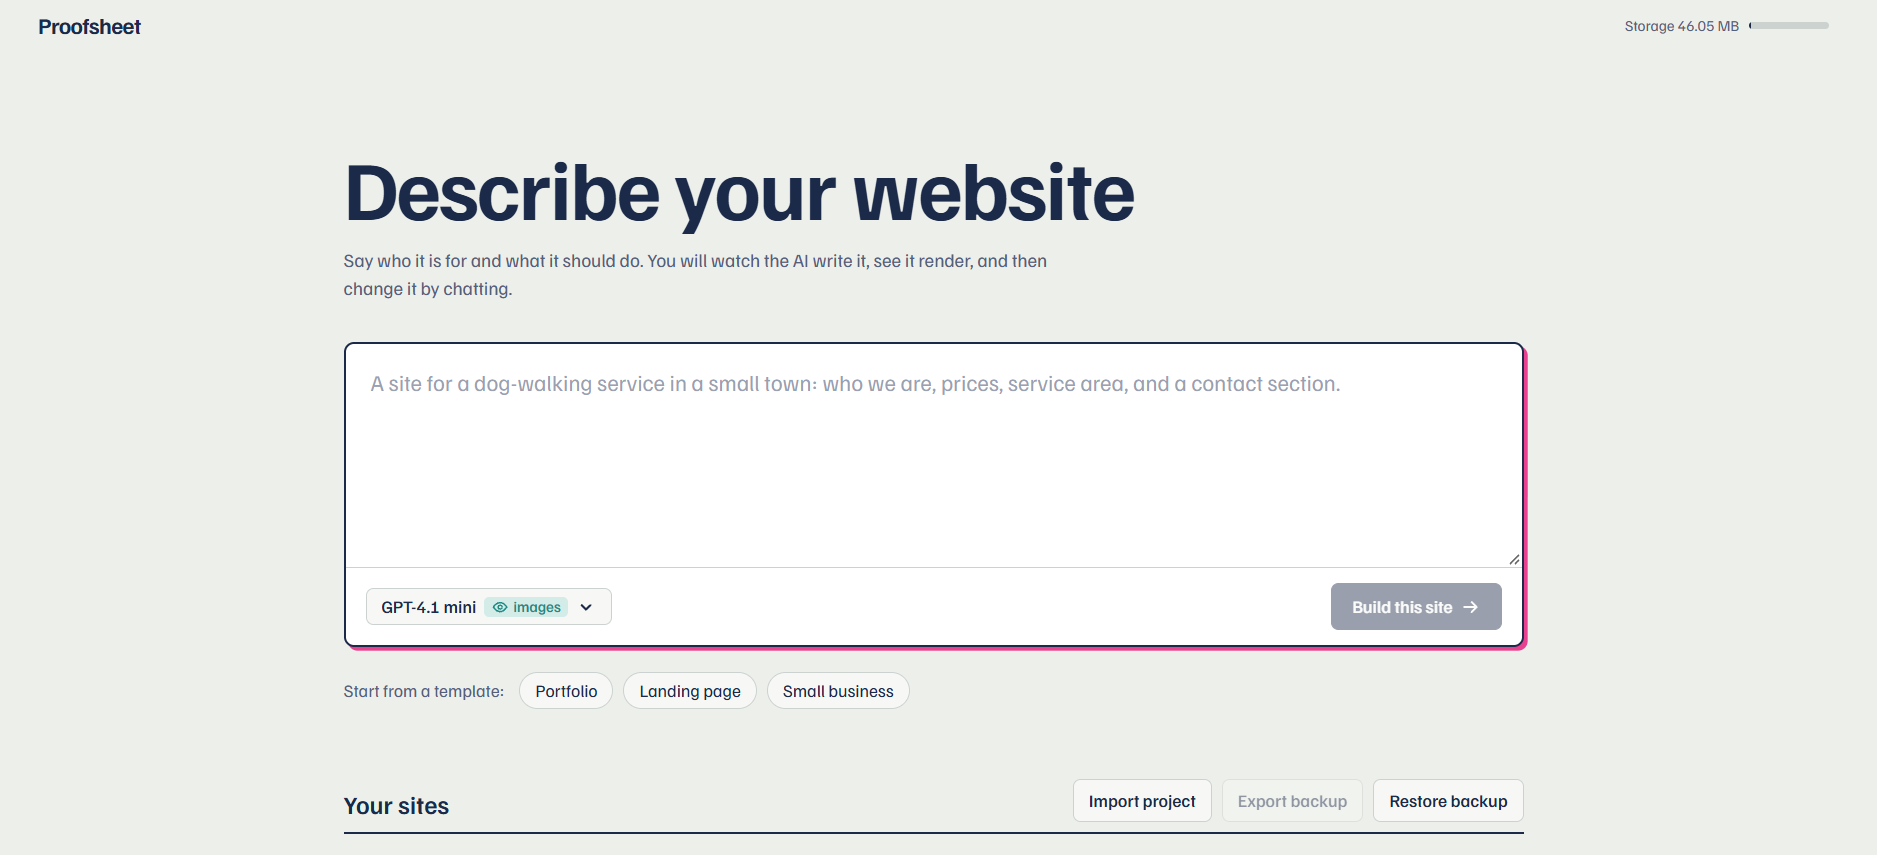 Proofsheet
Storage 46.05 MB
Describe your website
Say who it is for and what it should do. You will watch the AI write it, see it render, and then
change it by chatting.
A site for a dog-walking service in a small town: who we are, prices, service area, and a contact section.
GPT-4.1 mini images
Build this site →
Start from a template: Portfolio Landing page Small business
Your sites
Import project Export backup Restore backup